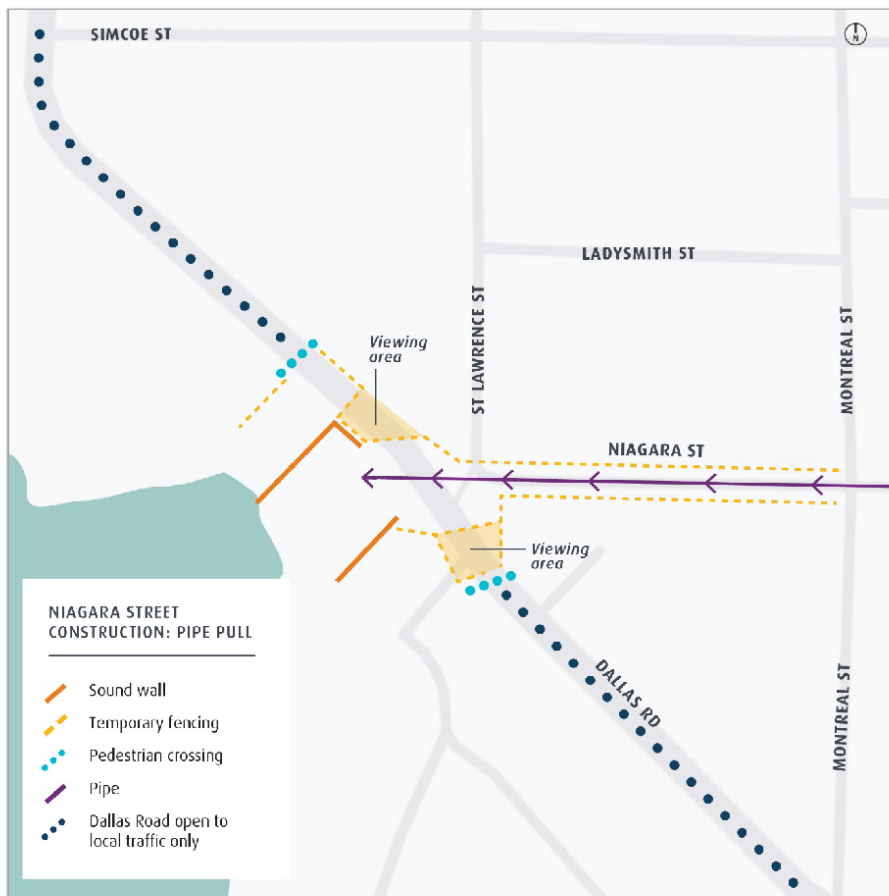 SIMCOE ST
N
LADYSMITH ST
ST LAWRENCE ST
MONTREAL ST
Viewing
area
NIAGARA ST
Viewing
area
DALLAS RD
MONTREAL ST
NIAGARA STREET
CONSTRUCTION: PIPE PULL
Sound wall
Temporary fencing
Pedestrian crossing
Pipe
Dallas Road open to
local traffic only